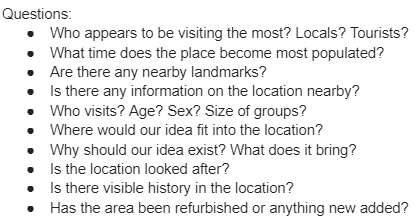 Questions:
● Who appears to be visiting the most? Locals? Tourists?
● What time does the place become most populated?
● Are there any nearby landmarks?
● Is there any information on the location nearby?
● Who visits? Age? Sex? Size of groups?
● Where would our idea fit into the location?
● Why should our idea exist? What does it bring?
● Is the location looked after?
● Is there visible history in the location?
● Has the area been refurbished or anything new added?